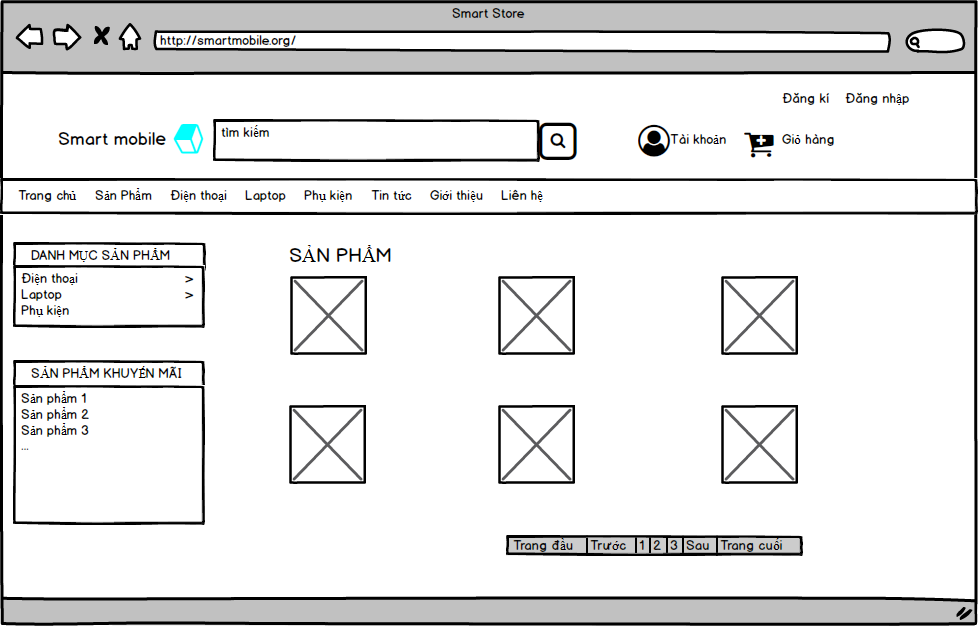 Smart Store
http://smartmobile.org/
Đăng kí Đăng nhập
Smart mobile tìm kiếm Tài khoản Giỏ hàng
Trang chủ Sản Phẩm Điện thoại Laptop Phụ kiện Tin tức Giới thiệu Liên hệ
DANH MỤC SẢN PHẨM
Điện thoại >
Laptop >
Phụ kiện
SẢN PHẨM KHUYẾN MÃI
Sản phẩm 1
Sản phẩm 2
Sản phẩm 3
...
SẢN PHẨM
Trang đầu Trước 1 2 3 Sau Trang cuối